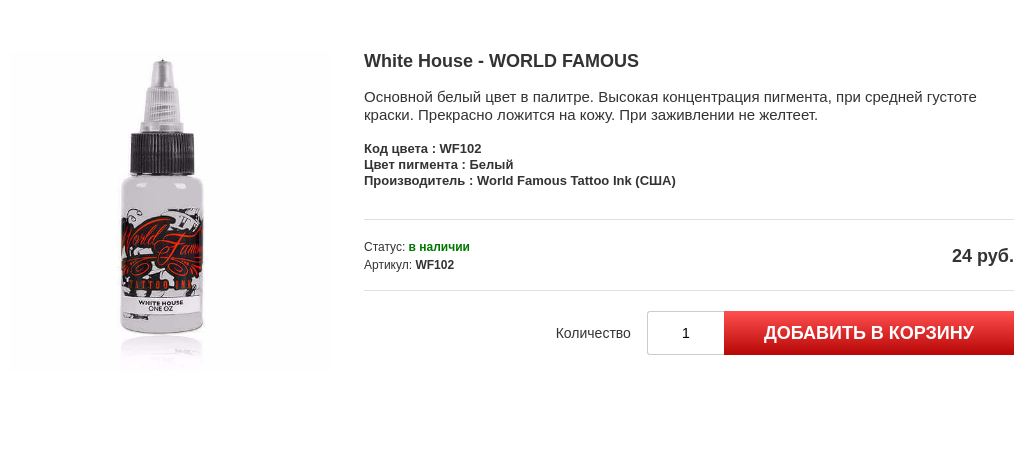 White House - WORLD FAMOUS
Основной белый цвет в палитре. Высокая концентрация пигмента, при средней густоте
краски. Прекрасно ложится на кожу. При заживлении не желтеет.
Код цвета : WF102
Цвет пигмента : Белый
Производитель : World Famous Tattoo Ink (США)
Статус: в наличии
Артикул: WF102
24 руб.
Количество
1
ДОБАВИТЬ В КОРЗИНУ
World Famous
TATTOO INK
WHITE HOUSE
ONE OZ